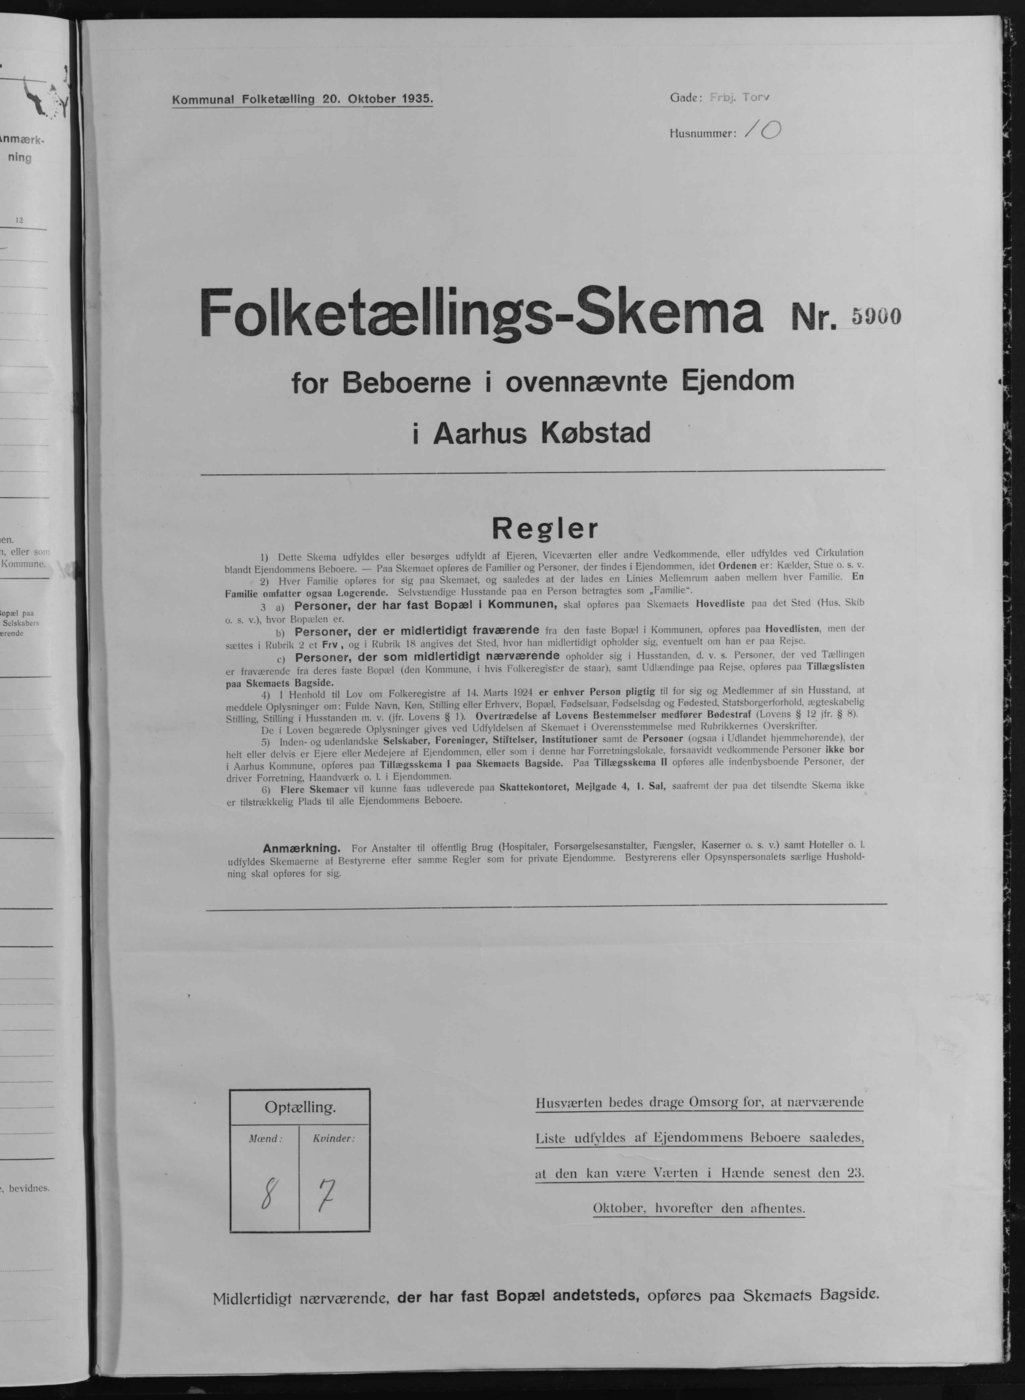 Anmærk-
ning
12
en.
n, eller som
Kommune.
Bopæl paa
Selskabers
ærende
e, bevidnes.
Kommunal Folketælling 20. Oktober 1935.
Gade: Frbj. Torv
Husnummer: 10
Folketællings-Skema Nr. 5900
for Beboerne i ovennævnte Ejendom
i Aarhus Købstad
Regler
1) Dette Skema udfyldes eller besørges udfyldt af Ejeren, Viceværten eller andre Vedkommende, eller udfyldes ved Cirkulation
blandt Ejendommens Beboere. — Paa Skemaet opføres de Familier og Personer, der findes i Ejendommen, idet Ordenen er: Kælder, Stue o. s. v.
2) Hver Familie opføres for sig paa Skemaet, og saaledes at der lades en Linies Mellemrum aaben mellem hver Familie. En
Familie omfatter ogsaa Logerende. Selvstændige Husstande paa en Person betragtes som „Familie“.
3 a) Personer, der har fast Bopæl i Kommunen, skal opføres paa Skemaets Hovedliste paa det Sted (Hus, Skib
o. s. v.), hvor Bopælen er.
b) Personer, der er midlertidigt fraværende fra den faste Bopæl i Kommunen, opføres paa Hovedlisten, men der
sættes i Rubrik 2 et Frv, og i Rubrik 18 angives det Sted, hvor han midlertidigt opholder sig, eventuelt om han er paa Rejse.
c) Personer, der som midlertidigt nærværende opholder sig i Husstanden, d. v. s. Personer, der ved Tællingen
er fraværende fra deres faste Bopæl (den Kommune, i hvis Folkeregister de staar), samt Udlændinge paa Rejse, opføres paa Tillægslisten
paa Skemaets Bagside.
4) I Henhold til Lov om Folkeregistre af 14. Marts 1924 er enhver Person pligtig til for sig og Medlemmer af sin Husstand, at
meddele Oplysninger om: Fulde Navn, Køn, Stilling eller Erhverv, Bopæl, Fødselsaar, Fødselsdag og Fødested, Statsborgerforhold, ægteskabelig
Stilling, Stilling i Husstanden m. v. (jfr. Lovens § 1). Overtrædelse af Lovens Bestemmelser medfører Bødestraf (Lovens § 12 jfr. § 8).
De i Loven begærede Oplysninger gives ved Udfyldelsen af Skemaet i Overensstemmelse med Rubrikkernes Overskrifter.
5) Inden- og udenlandske Selskaber, Foreninger, Stiftelser, Institutioner samt de Personer (ogsaa i Udlandet hjemmehørende), der
helt eller delvis er Ejere eller Medejere af Ejendommen, eller som i denne har Forretningslokale, forsaavidt vedkommende Personer ikke bor
i Aarhus Kommune, opføres paa Tillægsskema I paa Skemaets Bagside. Paa Tillægsskema II opføres alle indenbysboende Personer, der
driver Forretning, Haandværk o. l. i Ejendommen.
6) Flere Skemaer vil kunne faas udleverede paa Skattekontoret, Mejlgade 4, 1. Sal, saafremt der paa det tilsendte Skema ikke
er tilstrækkelig Plads til alle Ejendommens Beboere.
Anmærkning. For Anstalter til offentlig Brug (Hospitaler, Forsørgelsesanstalter, Fængsler, Kaserner o. s. v.) samt Hoteller o. l.
udfyldes Skemaerne af Bestyrerne efter samme Regler som for private Ejendomme. Bestyrerens eller Opsynspersonalets særlige Hushold-
ning skal opføres for sig.
Optælling.
Mænd: Kvinder:
8 7
Husværten bedes drage Omsorg for, at nærværende
Liste udfyldes af Ejendommens Beboere saaledes,
at den kan være Værten i Hænde senest den 23.
Oktober, hvorefter den afhentes.
Midlertidigt nærværende, der har fast Bopæl andetsteds, opføres paa Skemaets Bagside.